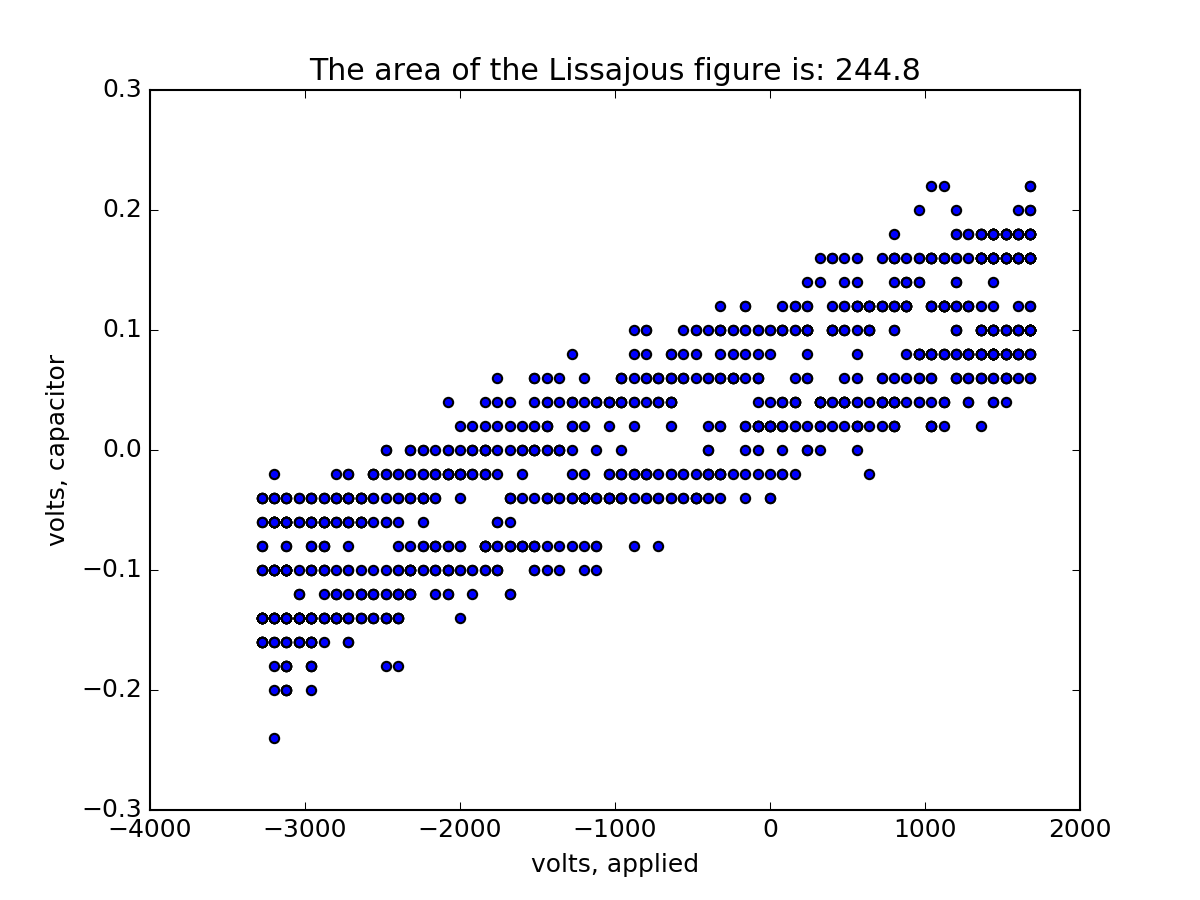 The area of the Lissajous figure is: 244.8
0.3
0.2
0.1
0.0
−0.1
−0.2
−0.3
volts, capacitor
−4000 −3000 −2000 −1000 0 1000 2000
volts, applied